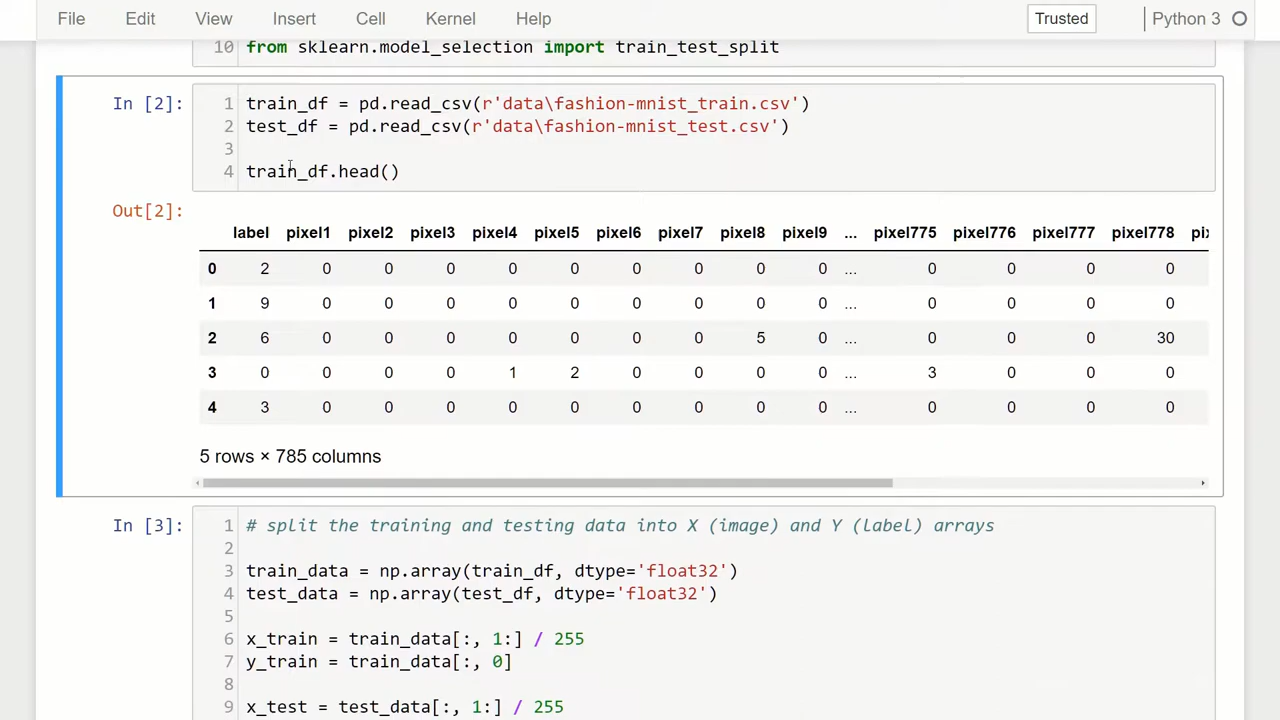 File Edit View Insert Cell Kernel Help Trusted Python 3
10 from sklearn.model_selection import train_test_split
In [2]:
1 train_df = pd.read_csv(r'data\fashion-mnist_train.csv')
2 test_df = pd.read_csv(r'data\fashion-mnist_test.csv')
3
4 train_df.head()
Out[2]:
label pixel1 pixel2 pixel3 pixel4 pixel5 pixel6 pixel7 pixel8 pixel9 ... pixel775 pixel776 pixel777 pixel778
0 2 0 0 0 0 0 0 0 0 0 ... 0 0 0 0
1 9 0 0 0 0 0 0 0 0 0 ... 0 0 0 0
2 6 0 0 0 0 0 0 0 5 0 ... 0 0 0 30
3 0 0 0 0 1 2 0 0 0 0 ... 3 0 0 0
4 3 0 0 0 0 0 0 0 0 0 ... 0 0 0 0
5 rows × 785 columns
In [3]:
1 # split the training and testing data into X (image) and Y (label) arrays
2
3 train_data = np.array(train_df, dtype='float32')
4 test_data = np.array(test_df, dtype='float32')
5
6 x_train = train_data[:, 1:] / 255
7 y_train = train_data[:, 0]
8
9 x_test = test_data[:, 1:] / 255